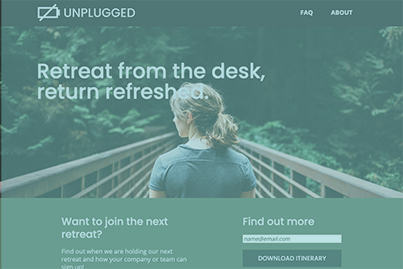 UNPLUGGED
FAQ ABOUT
Retreat from the desk,
return refreshed.
Want to join the next
retreat?
Find out when we are holding our next
retreat and how your company or team can
sign up!
Find out more
name@email.com
DOWNLOAD ITINERARY